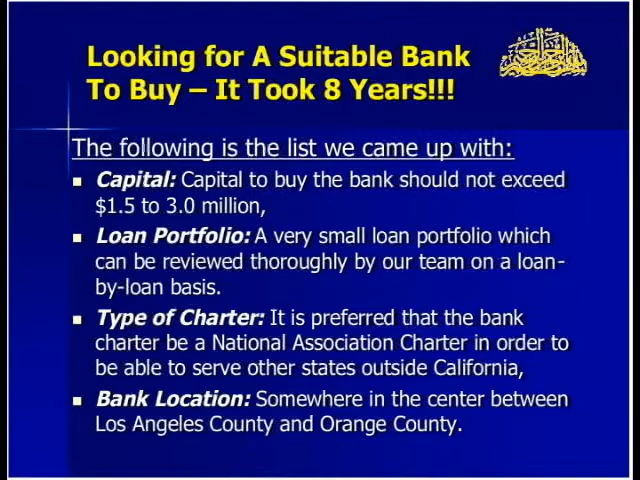 Looking for A Suitable Bank
To Buy – It Took 8 Years!!!
The following is the list we came up with:
Capital: Capital to buy the bank should not exceed
$1.5 to 3.0 million,
Loan Portfolio: A very small loan portfolio which
can be reviewed thoroughly by our team on a loan-
by-loan basis.
Type of Charter: It is preferred that the bank
charter be a National Association Charter in order to
be able to serve other states outside California,
Bank Location: Somewhere in the center between
Los Angeles County and Orange County.